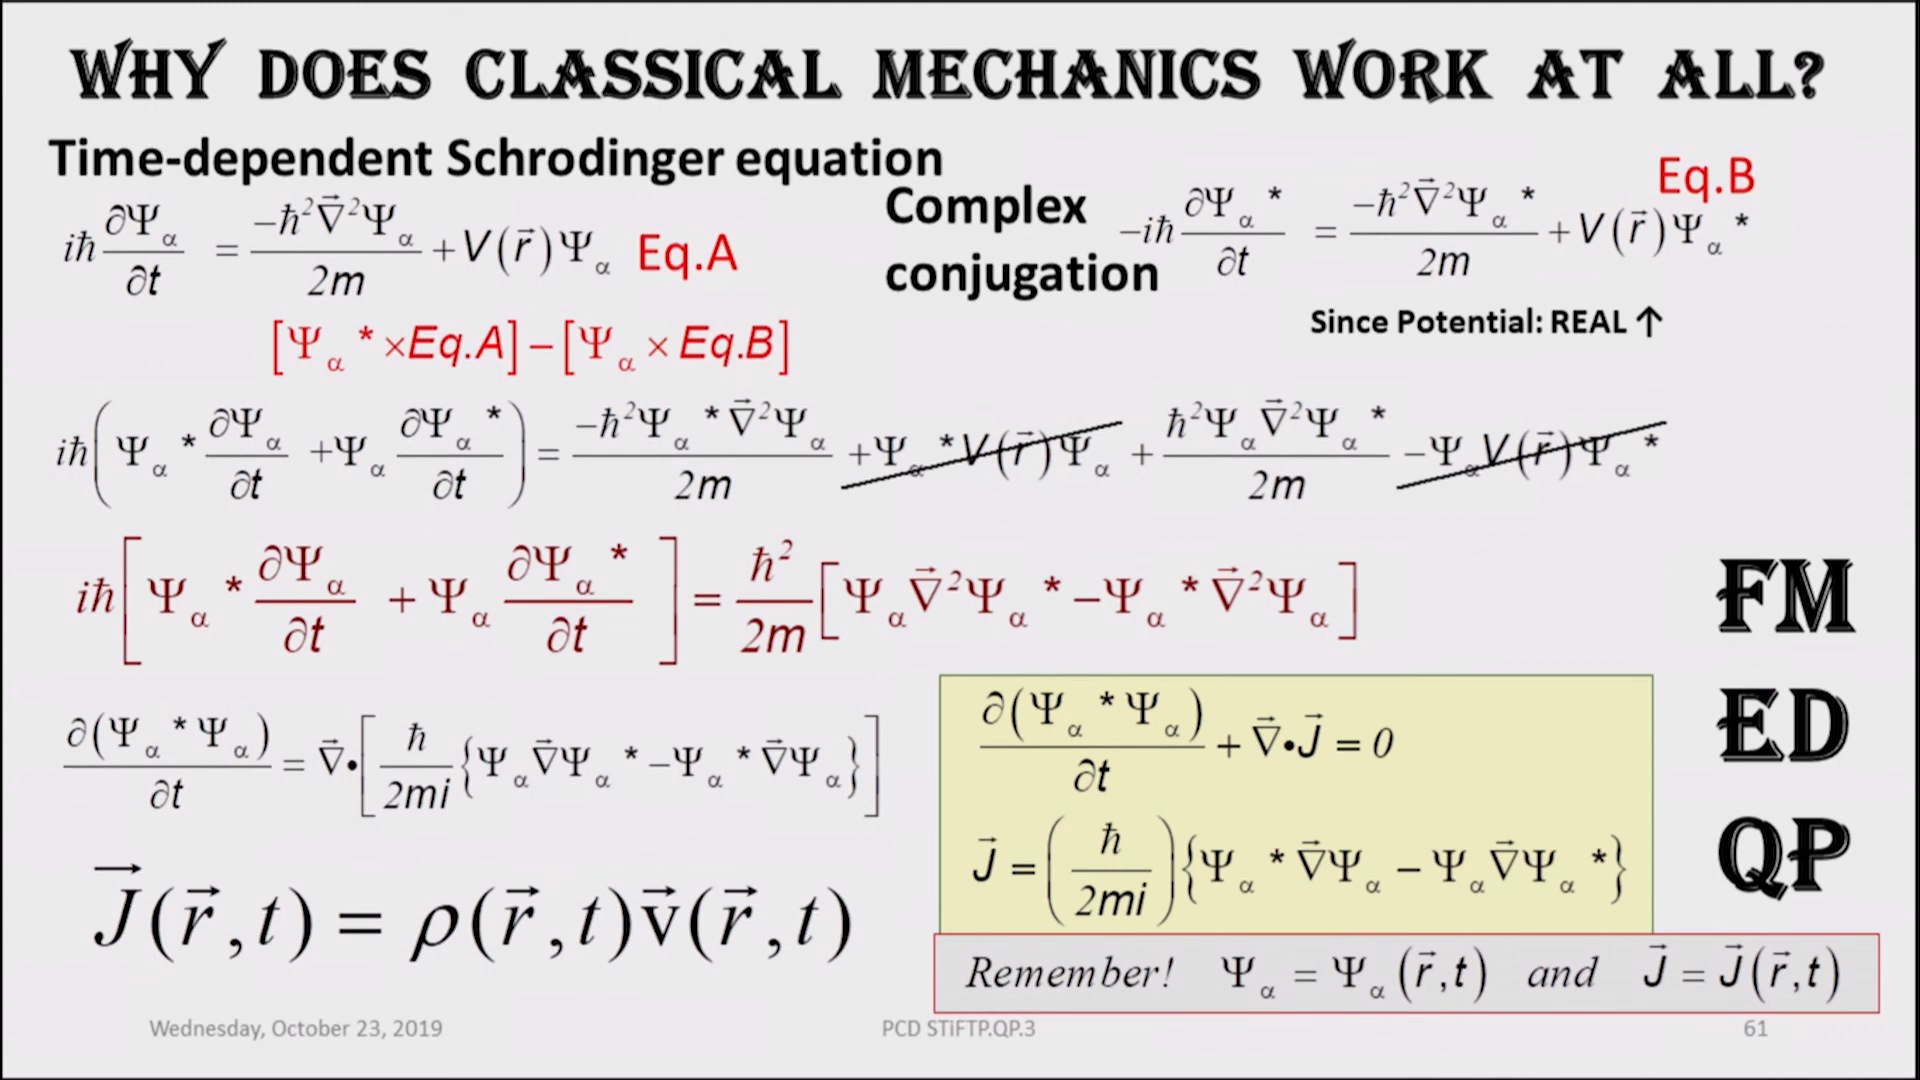 WHY DOES CLASSICAL MECHANICS WORK AT ALL?
Time-dependent Schrodinger equation
iħ ∂Ψ_α/∂t = −ħ²∇⃗²Ψ_α/2m + V(r⃗)Ψ_α Eq.A
Complex conjugation
−iħ ∂Ψ_α*/∂t = −ħ²∇⃗²Ψ_α*/2m + V(r⃗)Ψ_α*
Eq.B
Since Potential: REAL ↑
[Ψ_α* ×Eq.A] − [Ψ_α × Eq.B]
iħ(Ψ_α* ∂Ψ_α/∂t + Ψ_α ∂Ψ_α*/∂t) = −ħ²Ψ_α*∇⃗²Ψ_α/2m + Ψ_α*V(r⃗)Ψ_α + ħ²Ψ_α∇⃗²Ψ_α*/2m − Ψ_αV(r⃗)Ψ_α*
iħ[Ψ_α* ∂Ψ_α/∂t + Ψ_α ∂Ψ_α*/∂t] = ħ²/2m [Ψ_α∇⃗²Ψ_α* − Ψ_α*∇⃗²Ψ_α]
∂(Ψ_α*Ψ_α)/∂t = ∇⃗•[ħ/2mi {Ψ_α∇⃗Ψ_α* − Ψ_α*∇⃗Ψ_α}]
∂(Ψ_α*Ψ_α)/∂t + ∇⃗•J⃗ = 0
J⃗ = (ħ/2mi){Ψ_α*∇⃗Ψ_α − Ψ_α∇⃗Ψ_α*}
J⃗(r⃗,t) = ρ(r⃗,t)v⃗(r⃗,t)
Remember! Ψ_α = Ψ_α(r⃗,t) and J⃗ = J⃗(r⃗,t)
FM
ED
QP
Wednesday, October 23, 2019
PCD STiFTP.QP.3
61